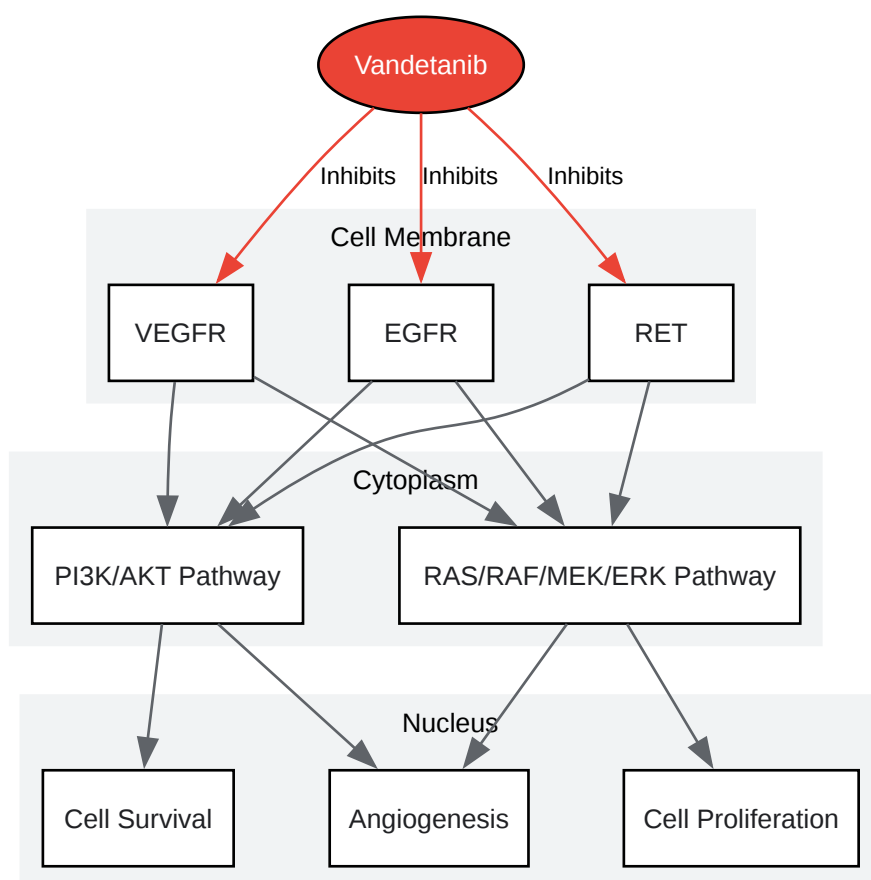 Vandetanib
Inhibits
Inhibits
Inhibits
Cell Membrane
VEGFR
EGFR
RET
Cytoplasm
PI3K/AKT Pathway
RAS/RAF/MEK/ERK Pathway
Nucleus
Cell Survival
Angiogenesis
Cell Proliferation